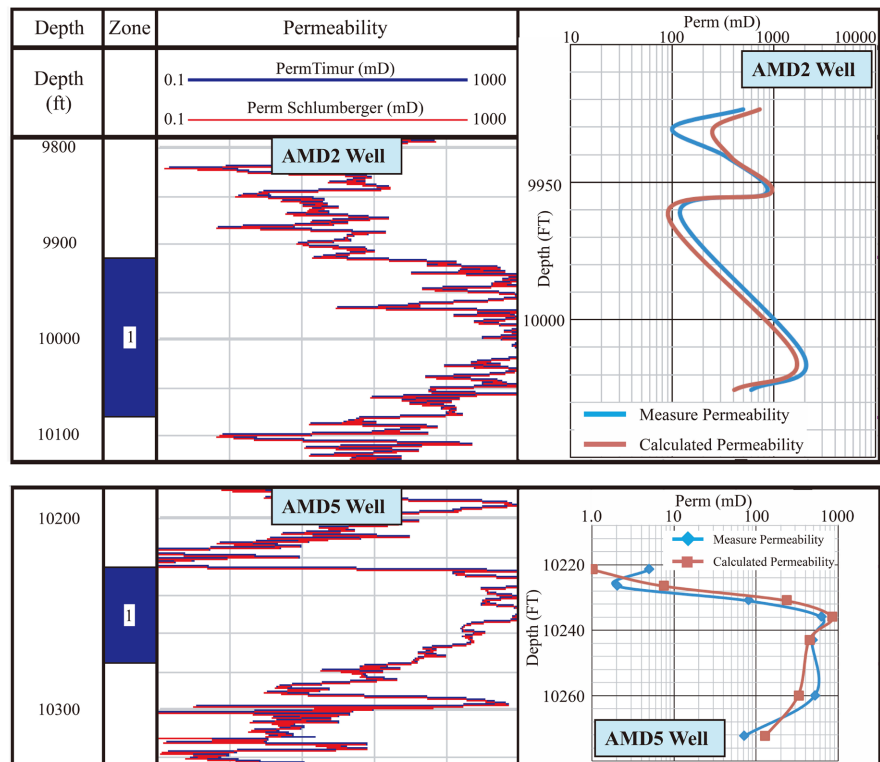 Depth Zone Permeability
Depth
(ft)
PermTimur (mD)
0.1 1000
Perm Schlumberger (mD)
0.1 1000
AMD2 Well
9800
9900
10000
10100
1
Perm (mD)
10 100 1000 10000
AMD2 Well
9950
10000
Depth (FT)
Measure Permeability
Calculated Permeability
AMD5 Well
10200
10300
1
Perm (mD)
1.0 10 100 1000
Measure Permeability
Calculated Permeability
10220
10240
10260
Depth (FT)
AMD5 Well